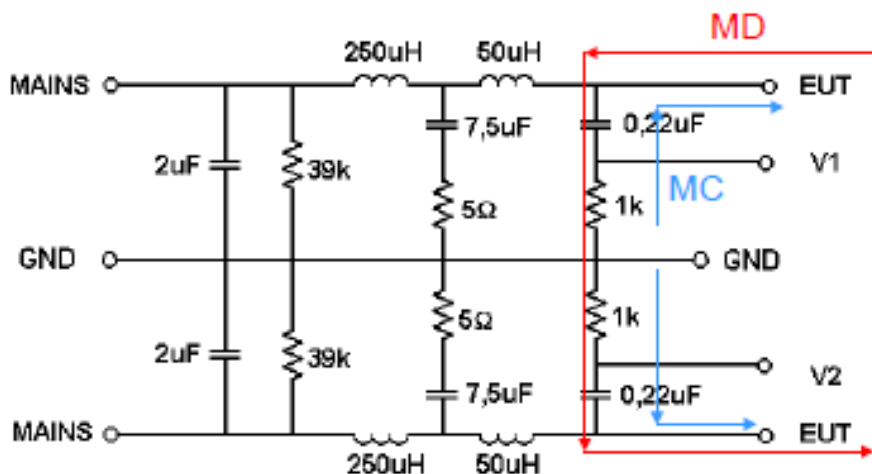 MD
250uH 50uH
MAINS EUT
7,5uF 0,22uF
2uF 39k V1
MC
5Ω 1k
GND GND
5Ω 1k
2uF 39k V2
7,5uF 0,22uF
MAINS EUT
250uH 50uH